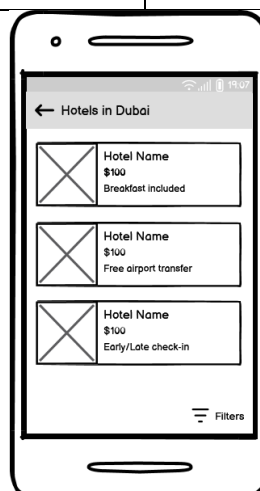 19:07
Hotels in Dubai
Hotel Name
$100
Breakfast included
Hotel Name
$100
Free airport transfer
Hotel Name
$100
Early/Late check-in
Filters